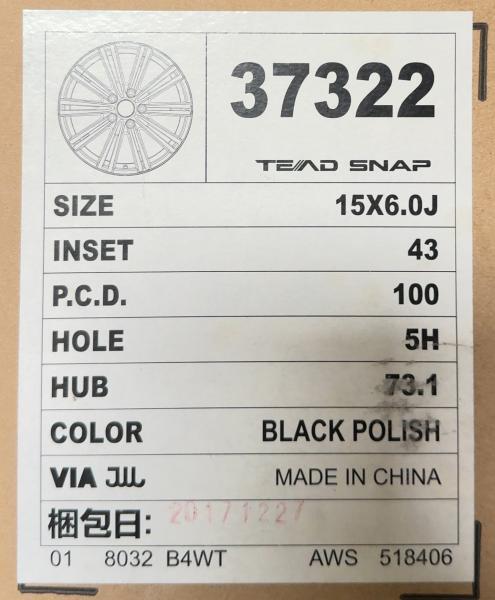 37322
TEAD SNAP
SIZE 15X6.0J
INSET 43
P.C.D. 100
HOLE 5H
HUB 73.1
COLOR BLACK POLISH
VIA JWL MADE IN CHINA
梱包日: 20171227
01 8032 B4WT AWS 518406